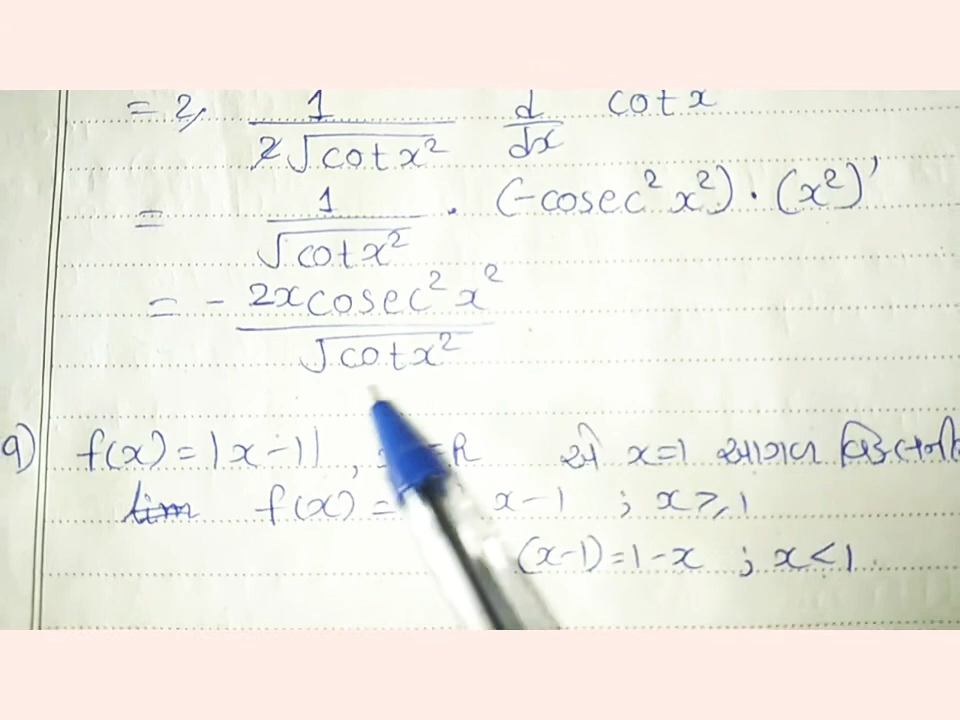 = 2. 1/(2√cot x²) d/dx cot x
= 1/√cot x² · (-cosec² x²) · (x²)'
= - 2x cosec² x² / √cot x²
9) f(x) = |x-1| , R એ x=1 આગળ
lim f(x) = x-1 ; x ≥ 1
(x-1) = 1-x ; x < 1